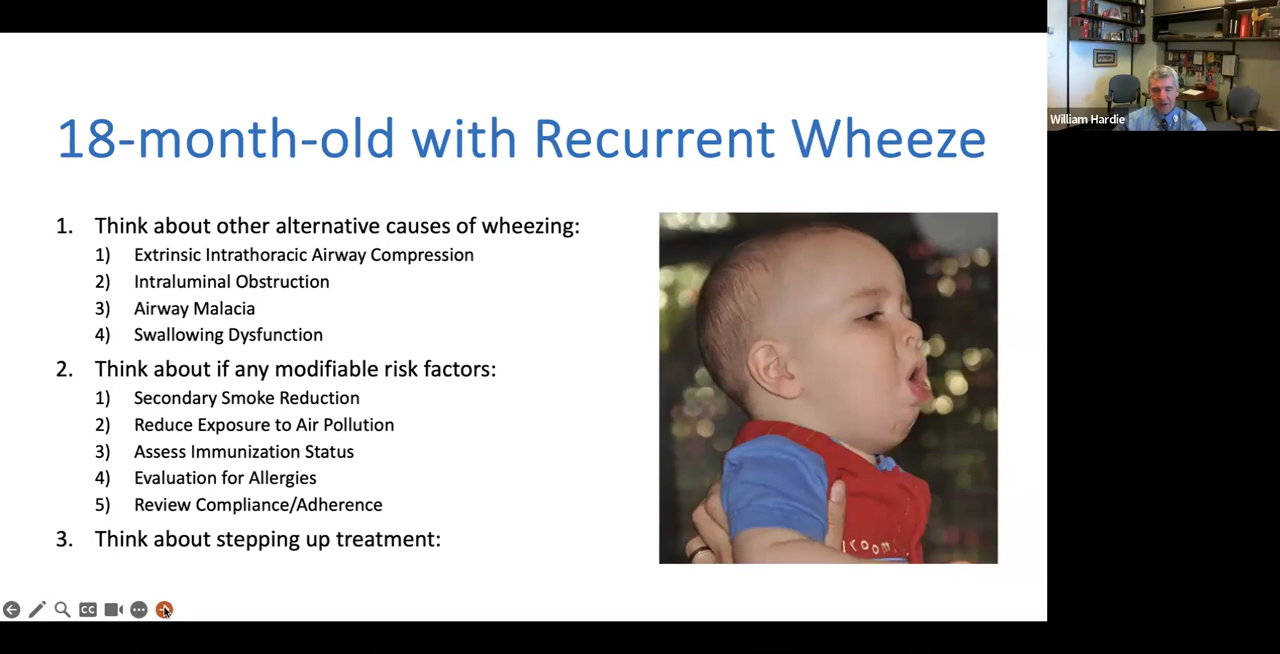 18-month-old with Recurrent Wheeze
William Hardie
1. Think about other alternative causes of wheezing:
1) Extrinsic Intrathoracic Airway Compression
2) Intraluminal Obstruction
3) Airway Malacia
4) Swallowing Dysfunction
2. Think about if any modifiable risk factors:
1) Secondary Smoke Reduction
2) Reduce Exposure to Air Pollution
3) Assess Immunization Status
4) Evaluation for Allergies
5) Review Compliance/Adherence
3. Think about stepping up treatment:
room
CC